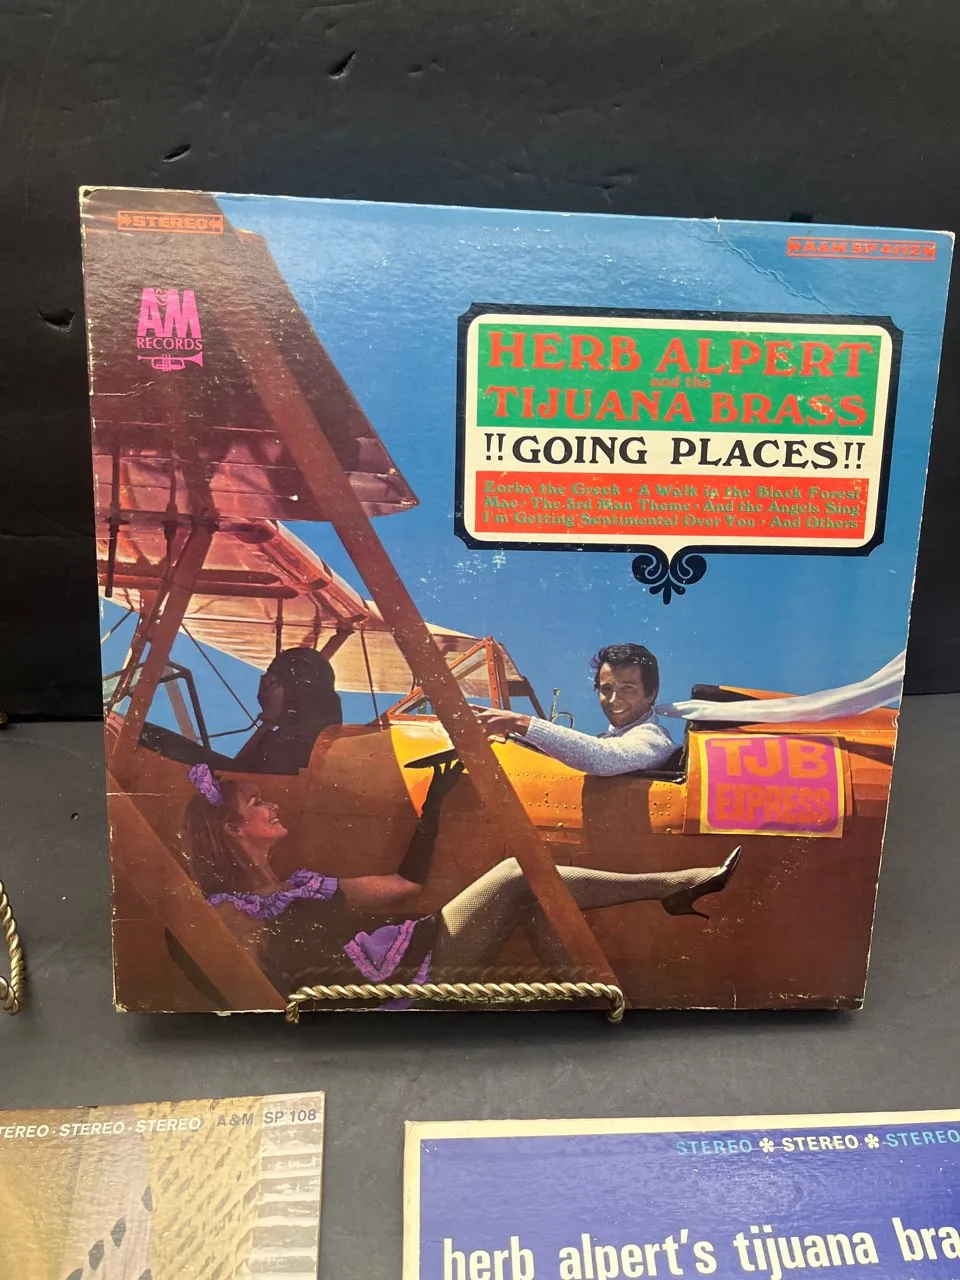 STEREO
A&M SP 4112
A&M
RECORDS
HERB ALPERT
and the
TIJUANA BRASS
!!GOING PLACES!!
Zorba the Greek • A Walk in the Black Forest
Mae • The 3rd Man Theme • And the Angels Sing
I'm Getting Sentimental Over You • And Others
TJB
EXPRESS
TEREO · STEREO · STEREO A&M SP 108
STEREO * STEREO * STEREO
herb alpert's tijuana bra